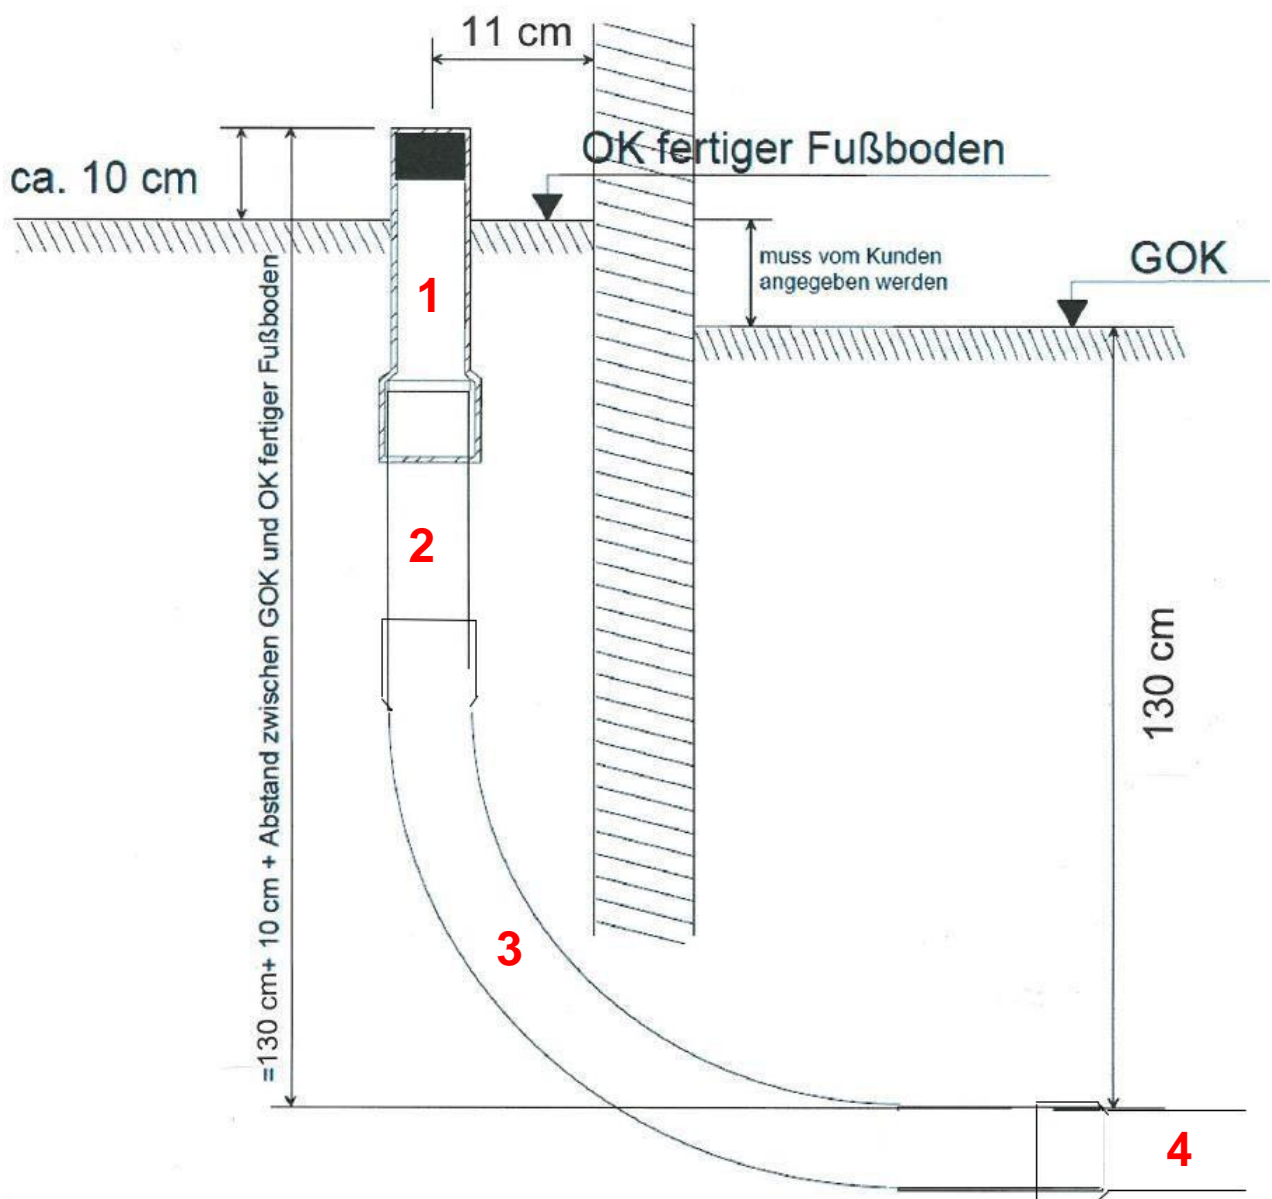 11 cm
OK fertiger Fußboden
ca. 10 cm
muss vom Kunden
angegeben werden
GOK
1
=130 cm+ 10 cm + Abstand zwischen GOK und OK fertiger Fußboden
2
130 cm
3
4